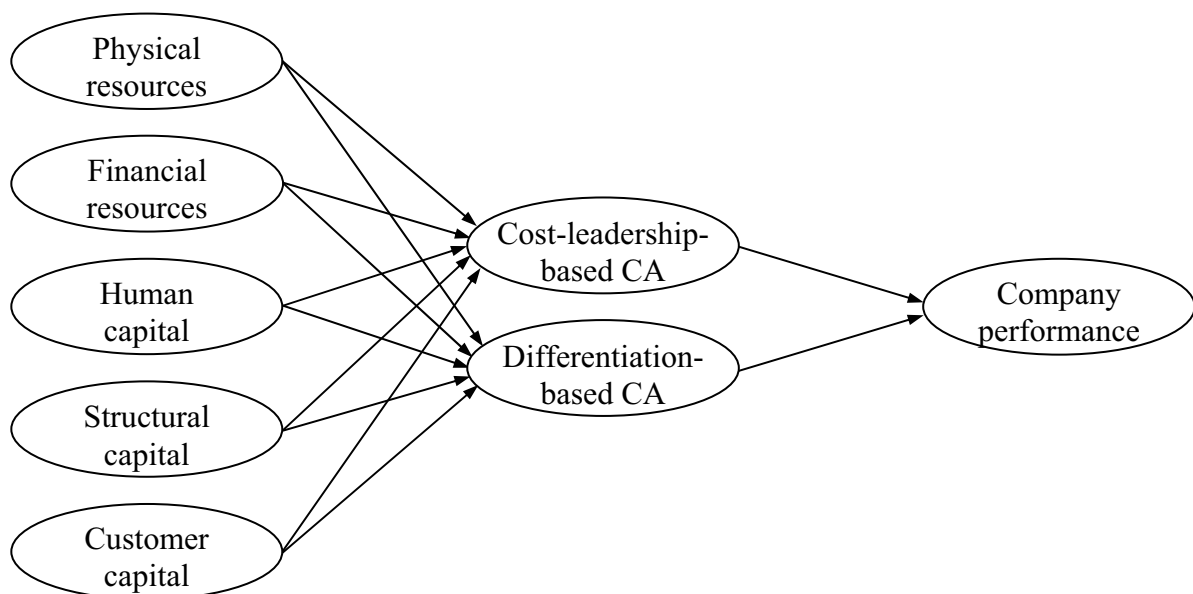 Physical
resources
Financial
resources
Human
capital
Structural
capital
Customer
capital
Cost-leadership-
based CA
Differentiation-
based CA
Company
performance